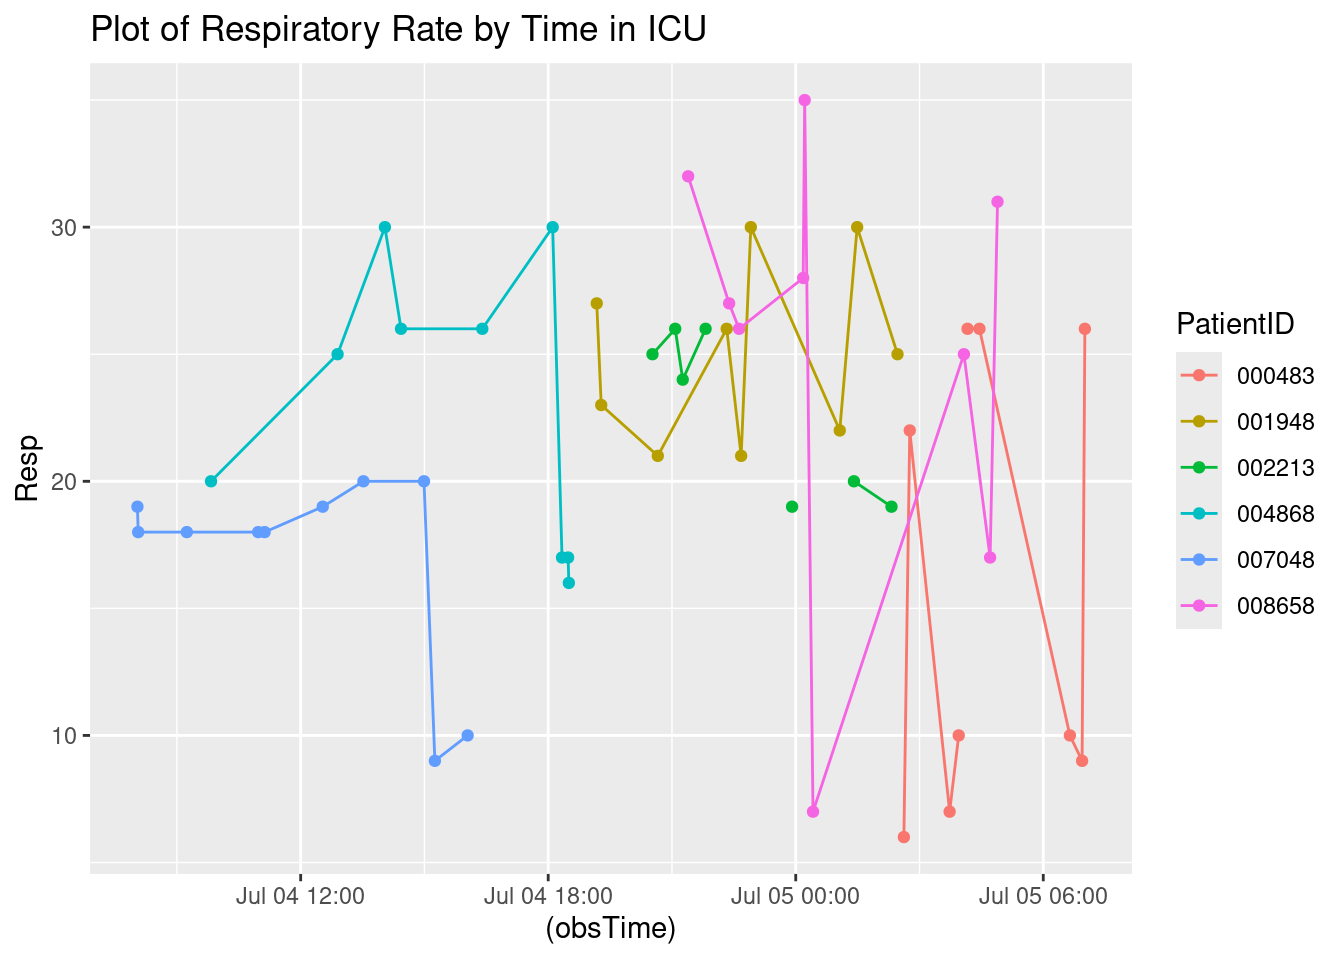 Plot of Respiratory Rate by Time in ICU
Resp
30
20
10
Jul 04 12:00 Jul 04 18:00 Jul 05 00:00 Jul 05 06:00
(obsTime)
PatientID
000483
001948
002213
004868
007048
008658